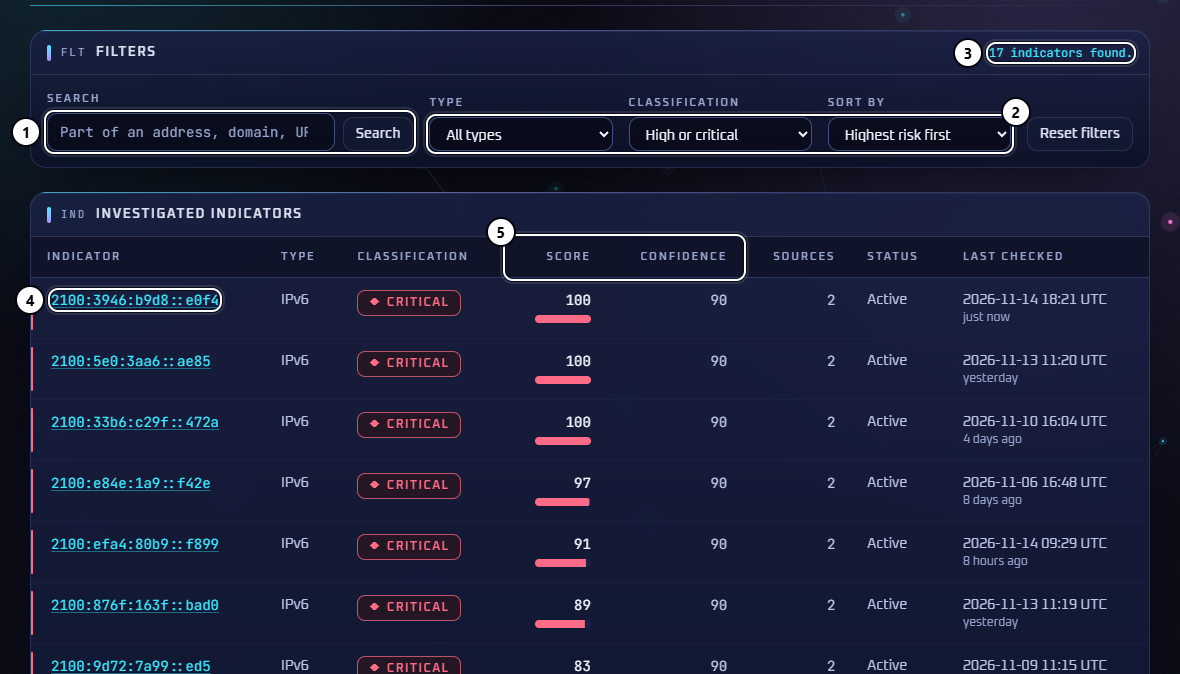 FLT FILTERS
3
17 indicators found.
SEARCH
TYPE
CLASSIFICATION
SORT BY
1
Part of an address, domain, UR
Search
All types
High or critical
Highest risk first
2
Reset filters
IND INVESTIGATED INDICATORS
5
INDICATOR TYPE CLASSIFICATION SCORE CONFIDENCE SOURCES STATUS LAST CHECKED
4
2100:3946:b9d8::e0f4 IPv6 CRITICAL 100 90 2 Active 2026-11-14 18:21 UTC
just now
2100:5e0:3aa6::ae85 IPv6 CRITICAL 100 90 2 Active 2026-11-13 11:20 UTC
yesterday
2100:33b6:c29f::472a IPv6 CRITICAL 100 90 2 Active 2026-11-10 16:04 UTC
4 days ago
2100:e84e:1a9::f42e IPv6 CRITICAL 97 90 2 Active 2026-11-06 16:48 UTC
8 days ago
2100:efa4:80b9::f899 IPv6 CRITICAL 91 90 2 Active 2026-11-14 09:29 UTC
8 hours ago
2100:876f:163f::bad0 IPv6 CRITICAL 89 90 2 Active 2026-11-13 11:19 UTC
yesterday
2100:9d72:7a99::ed5 IPv6 CRITICAL 83 90 2 Active 2026-11-09 11:15 UTC